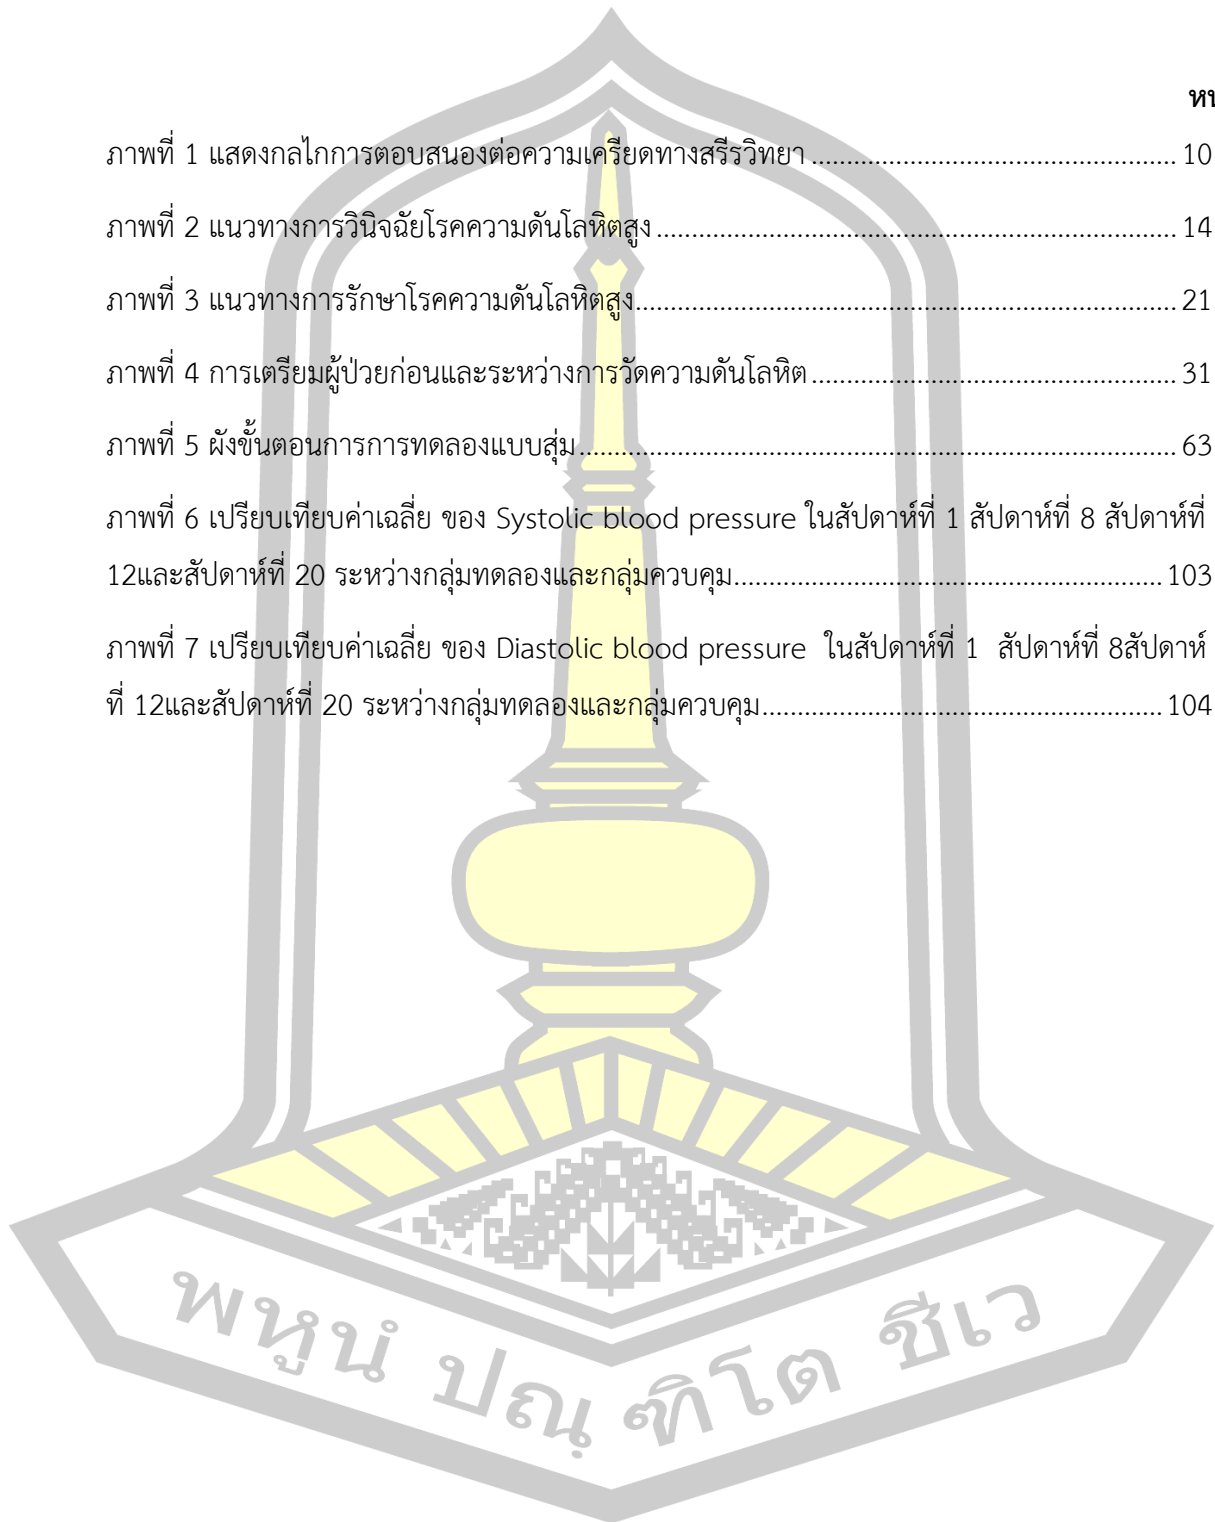 ภาพที่ 1 แสดงกลไกการตอบสนองต่อความเครียดทางสรีรวิทยา.................................................... 10
ภาพที่ 2 แนวทางการวินิจฉัยโรคความดันโลหิตสูง.......................................................................... 14
ภาพที่ 3 แนวทางการรักษาโรคความดันโลหิตสูง............................................................................. 21
ภาพที่ 4 การเตรียมผู้ป่วยก่อนและระหว่างการวัดความดันโลหิต.................................................... 31
ภาพที่ 5 ผังขั้นตอนการการทดลองแบบสุ่ม..................................................................................... 63
ภาพที่ 6 เปรียบเทียบค่าเฉลี่ย ของ Systolic blood pressure ในสัปดาห์ที่ 1 สัปดาห์ที่ 8 สัปดาห์ที่
12และสัปดาห์ที่ 20 ระหว่างกลุ่มทดลองและกลุ่มควบคุม............................................................. 103
ภาพที่ 7 เปรียบเทียบค่าเฉลี่ย ของ Diastolic blood pressure ในสัปดาห์ที่ 1 สัปดาห์ที่ 8สัปดาห์
ที่ 12และสัปดาห์ที่ 20 ระหว่างกลุ่มทดลองและกลุ่มควบคุม......................................................... 104
พหูนํ ปณฺ ฑิโต ชีเว